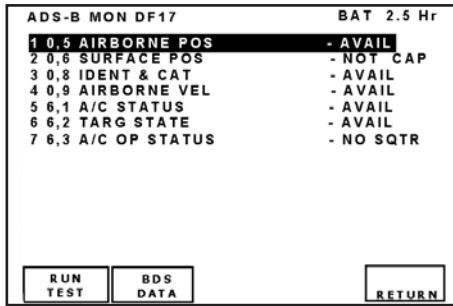 ADS-B MON DF17 BAT 2.5 Hr
1 0,5 AIRBORNE POS - AVAIL
2 0,6 SURFACE POS - NOT CAP
3 0,8 IDENT & CAT - AVAIL
4 0,9 AIRBORNE VEL - AVAIL
5 6,1 A/C STATUS - AVAIL
6 6,2 TARG STATE - AVAIL
7 6,3 A/C OP STATUS - NO SQTR
RUN TEST
BDS DATA
RETURN